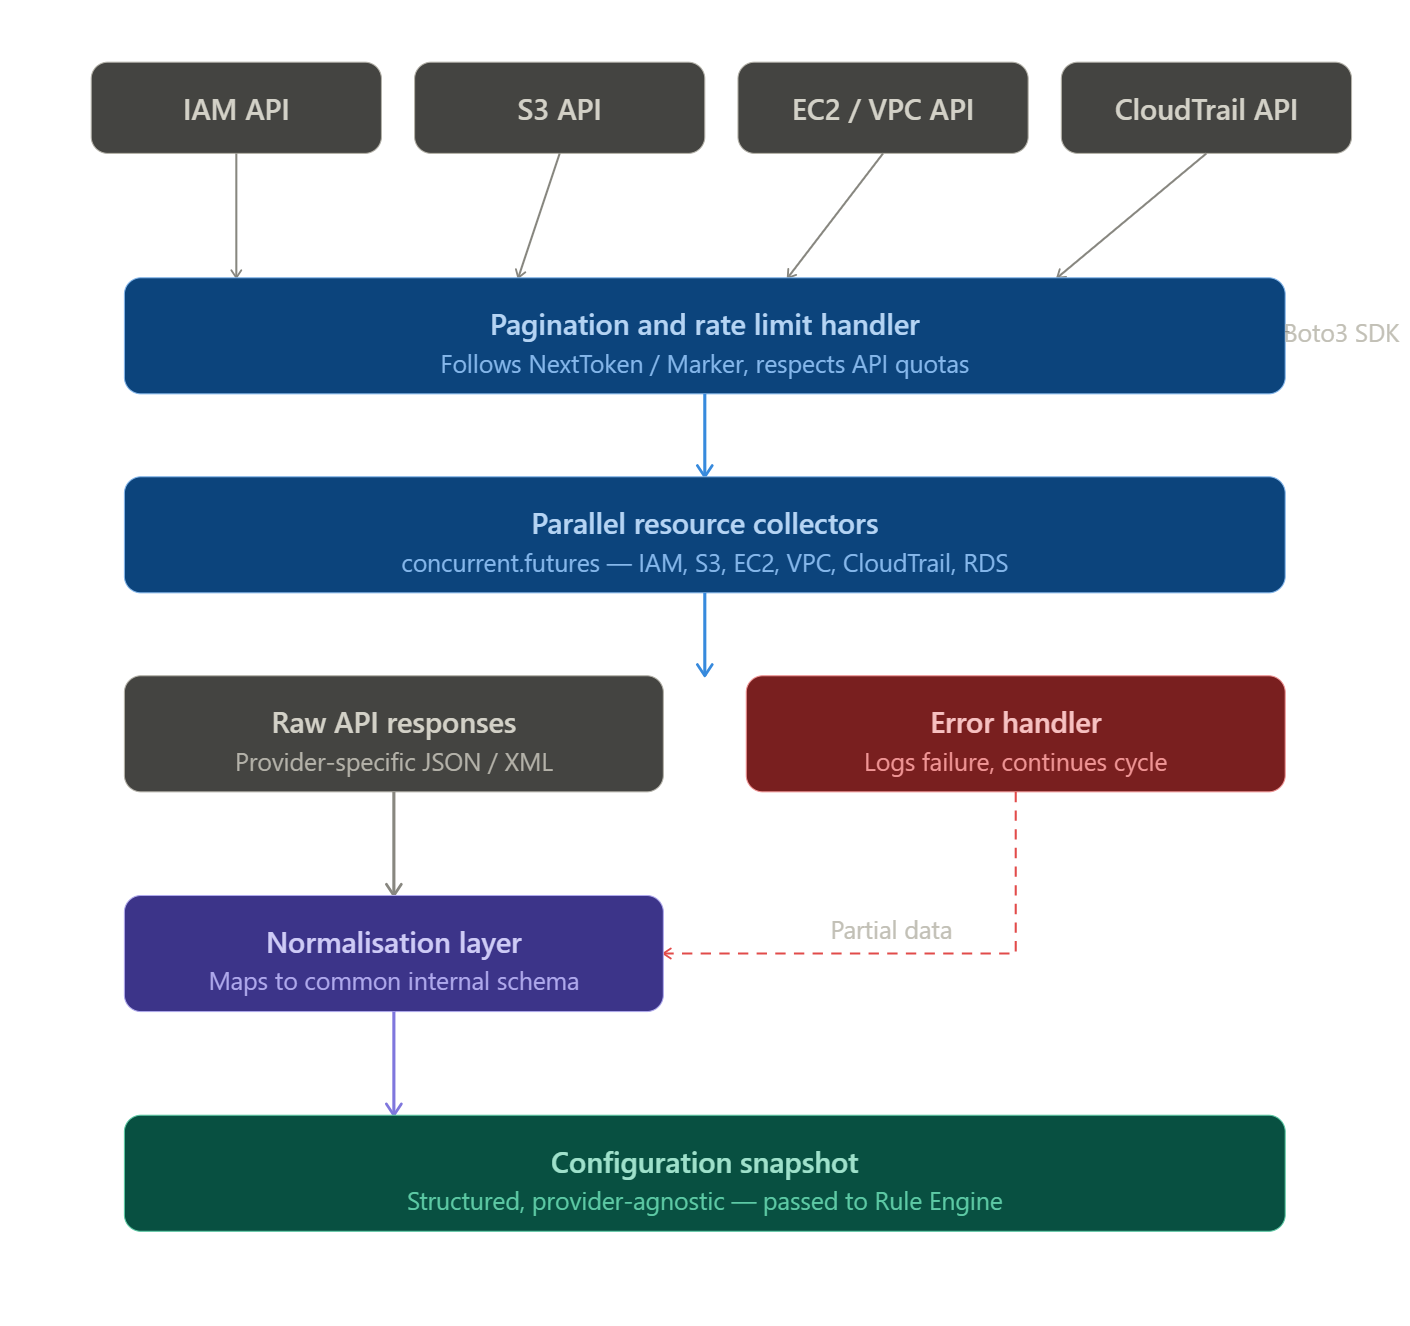 IAM API
S3 API
EC2 / VPC API
CloudTrail API
Pagination and rate limit handler
Follows NextToken / Marker, respects API quotas
Boto3 SDK
Parallel resource collectors
concurrent.futures — IAM, S3, EC2, VPC, CloudTrail, RDS
Raw API responses
Provider-specific JSON / XML
Error handler
Logs failure, continues cycle
Partial data
Normalisation layer
Maps to common internal schema
Configuration snapshot
Structured, provider-agnostic — passed to Rule Engine